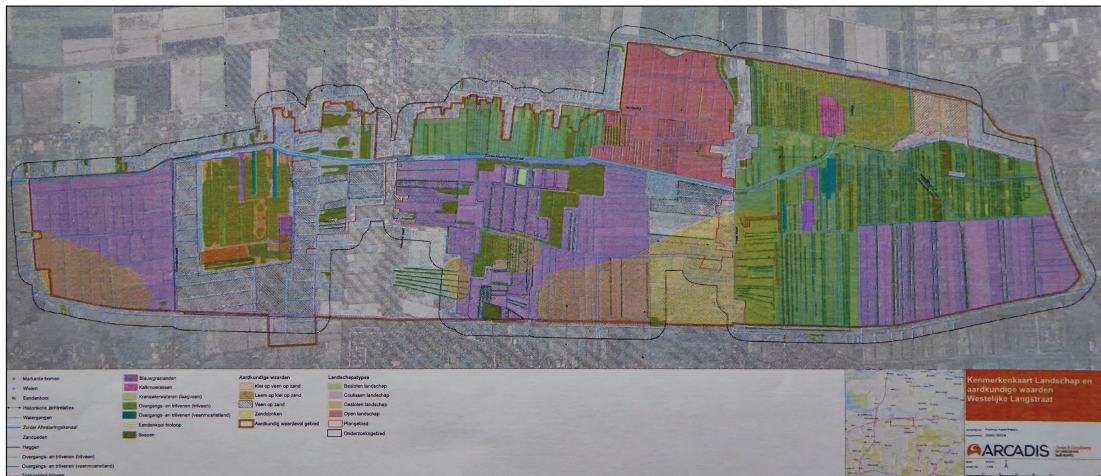 Markante bomen
Wielen
Eendenkooi
Historische zichtrelaties
Watergangen
Zuider Afwateringskanaal
Zandpaden
Heggen
Overgangs- en trilvenen (trilveen)
Overgangs- en trilvenen (veenmosrietland)
Blauwgraslanden
Kalkmoerassen
Kranswierwateren (laagveen)
Overgangs- en trilvenen (trilveen)
Overgangs- en trilvenen (veenmosrietland)
Eendenkooi bioloop
Bossen
Aardkundige waarden
Klei op veen op zand
Leem op klei op zand
Veen op zand
Zanddonken
Aardkundig waardevol gebied
Landschapstypes
Besloten landschap
Coulissen landschap
Gesloten landschap
Open landschap
Plangebied
Onderzoeksgebied
Kenmerkenkaart Landschap en
aardkundige waarden
Westelijke Langstraat
ARCADIS